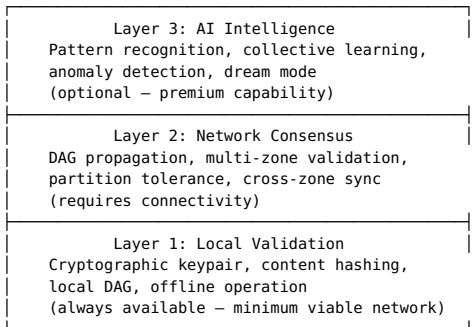 Layer 3: AI Intelligence
Pattern recognition, collective learning,
anomaly detection, dream mode
(optional — premium capability)
Layer 2: Network Consensus
DAG propagation, multi-zone validation,
partition tolerance, cross-zone sync
(requires connectivity)
Layer 1: Local Validation
Cryptographic keypair, content hashing,
local DAG, offline operation
(always available — minimum viable network)